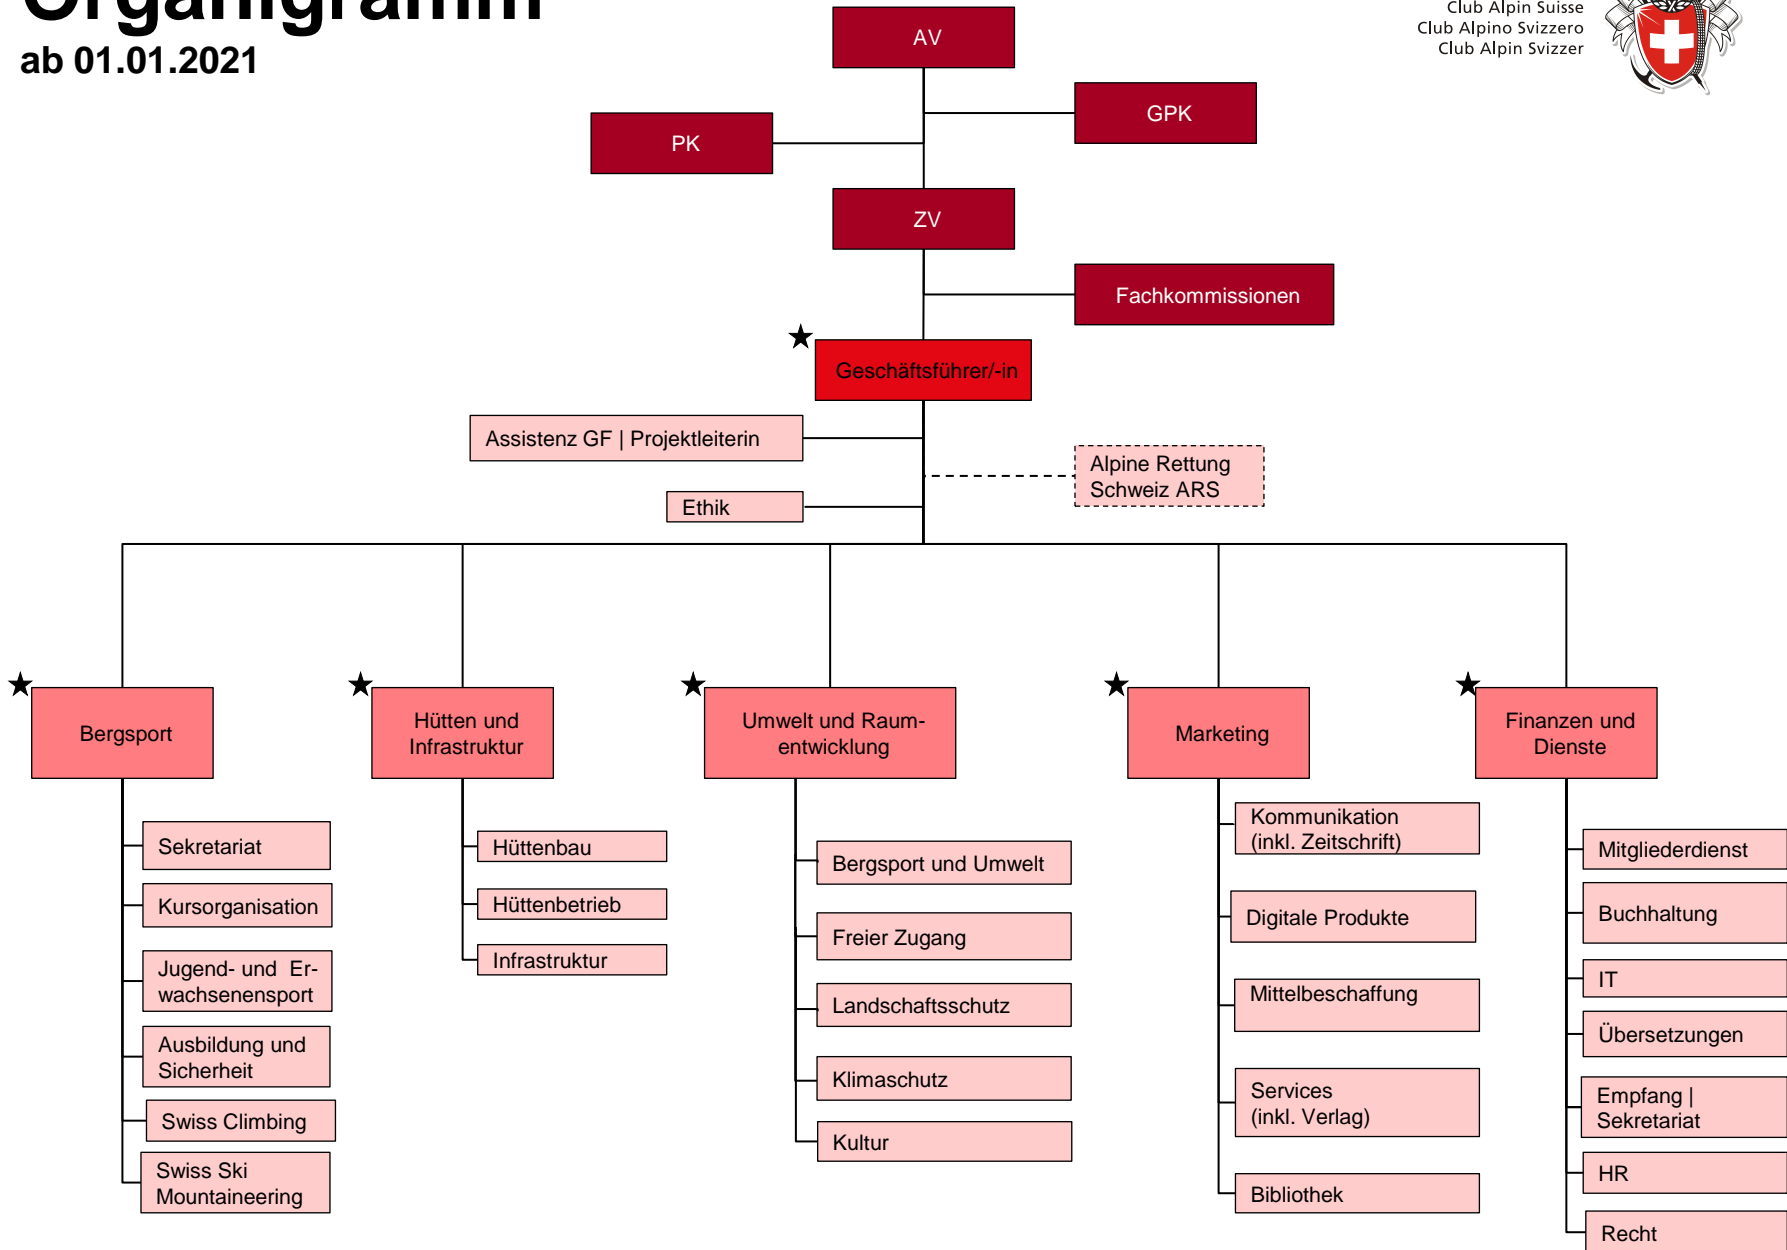 Organigramm
ab 01.01.2021
Club Alpin Suisse
Club Alpino Svizzero
Club Alpin Svizzer
AV
GPK
PK
ZV
Fachkommissionen
Geschäftsführer/-in
Assistenz GF | Projektleiterin
Alpine Rettung
Schweiz ARS
Ethik
Bergsport
Hütten und
Infrastruktur
Umwelt und Raum-
entwicklung
Marketing
Finanzen und
Dienste
Sekretariat
Kursorganisation
Jugend- und Er-
wachsenensport
Ausbildung und
Sicherheit
Swiss Climbing
Swiss Ski
Mountaineering
Hüttenbau
Hüttenbetrieb
Infrastruktur
Bergsport und Umwelt
Freier Zugang
Landschaftsschutz
Klimaschutz
Kultur
Kommunikation
(inkl. Zeitschrift)
Digitale Produkte
Mittelbeschaffung
Services
(inkl. Verlag)
Bibliothek
Mitgliederdienst
Buchhaltung
IT
Übersetzungen
Empfang |
Sekretariat
HR
Recht